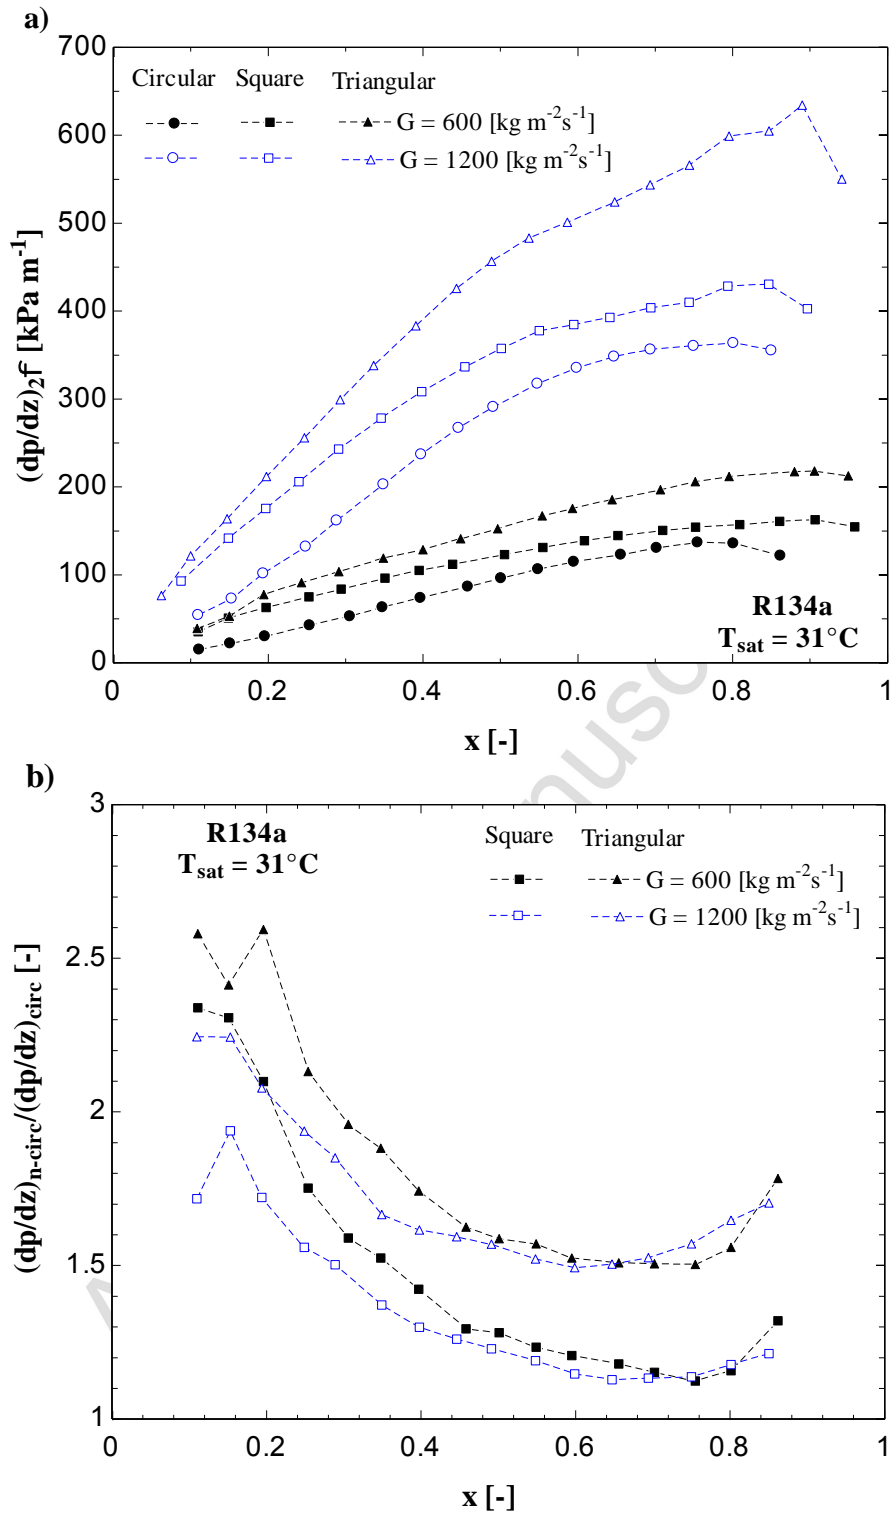 a)
700
600
500
400
300
200
100
0
(dp/dz)2f [kPa m-1]
Circular Square Triangular
G = 600 [kg m-2s-1]
G = 1200 [kg m-2s-1]
R134a
Tsat = 31°C
0 0.2 0.4 0.6 0.8 1
x [-]
b)
3
2.5
2
1.5
1
(dp/dz)n-circ/(dp/dz)circ [-]
R134a
Tsat = 31°C
Square Triangular
G = 600 [kg m-2s-1]
G = 1200 [kg m-2s-1]
0 0.2 0.4 0.6 0.8 1
x [-]